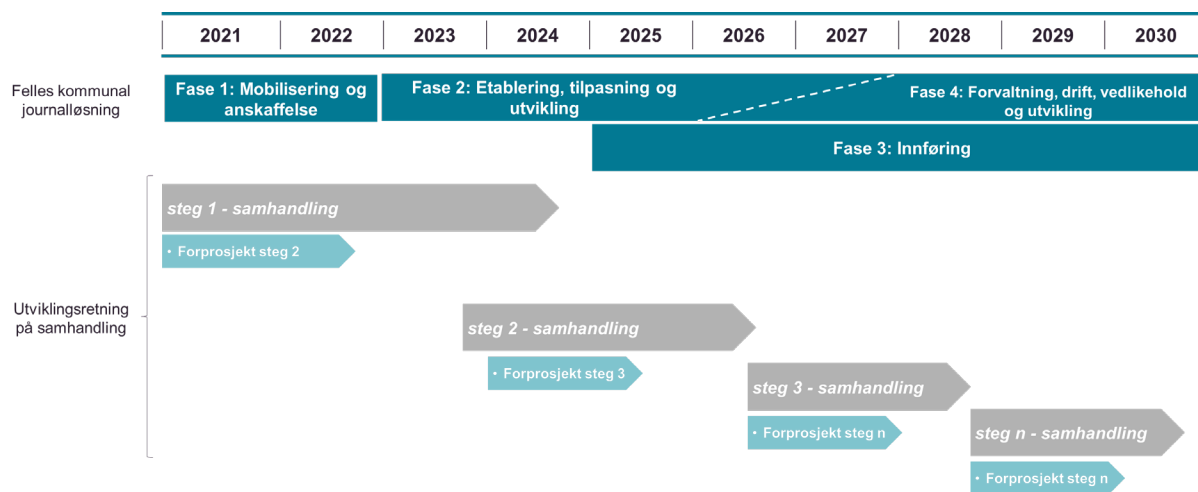 2021 2022 2023 2024 2025 2026 2027 2028 2029 2030
Felles kommunal
journalløsning
Fase 1: Mobilisering og
anskaffelse
Fase 2: Etablering, tilpasning og
utvikling
Fase 4: Forvaltning, drift, vedlikehold
og utvikling
Fase 3: Innføring
Utviklingsretning
på samhandling
steg 1 - samhandling
• Forprosjekt steg 2
steg 2 - samhandling
• Forprosjekt steg 3
steg 3 - samhandling
• Forprosjekt steg n
steg n - samhandling
• Forprosjekt steg n